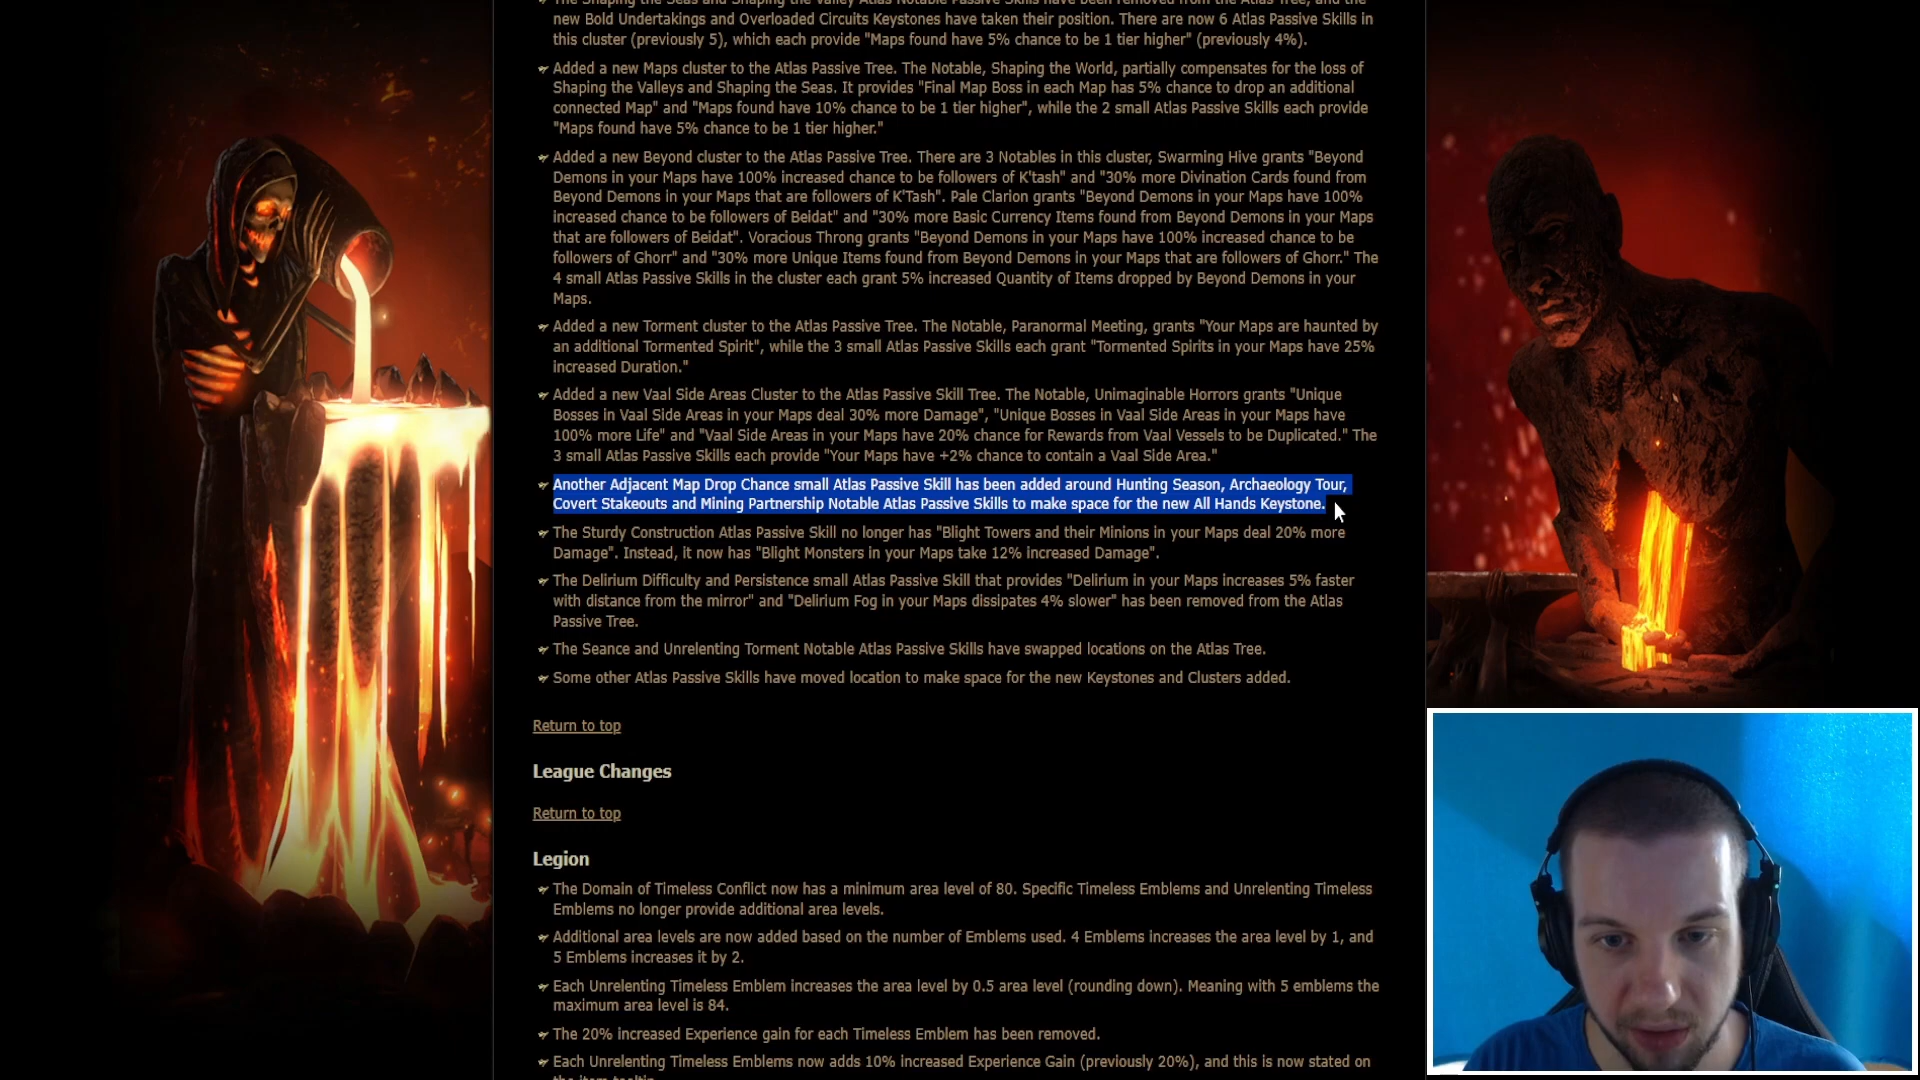 The Shaping the Seas and Shaping the Valley Atlas Notable Passive Skills have been removed from the Atlas Tree, and the
new Bold Undertakings and Overloaded Circuits Keystones have taken their position. There are now 6 Atlas Passive Skills in
this cluster (previously 5), which each provide "Maps found have 5% chance to be 1 tier higher" (previously 4%).
Added a new Maps cluster to the Atlas Passive Tree. The Notable, Shaping the World, partially compensates for the loss of
Shaping the Valleys and Shaping the Seas. It provides "Final Map Boss in each Map has 5% chance to drop an additional
connected Map" and "Maps found have 10% chance to be 1 tier higher", while the 2 small Atlas Passive Skills each provide
"Maps found have 5% chance to be 1 tier higher."
Added a new Beyond cluster to the Atlas Passive Tree. There are 3 Notables in this cluster, Swarming Hive grants "Beyond
Demons in your Maps have 100% increased chance to be followers of K'tash" and "30% more Divination Cards found from
Beyond Demons in your Maps that are followers of K'Tash". Pale Clarion grants "Beyond Demons in your Maps have 100%
increased chance to be followers of Beidat" and "30% more Basic Currency Items found from Beyond Demons in your Maps
that are followers of Beidat". Voracious Throng grants "Beyond Demons in your Maps have 100% increased chance to be
followers of Ghorr" and "30% more Unique Items found from Beyond Demons in your Maps that are followers of Ghorr." The
4 small Atlas Passive Skills in the cluster each grant 5% increased Quantity of Items dropped by Beyond Demons in your
Maps.
Added a new Torment cluster to the Atlas Passive Tree. The Notable, Paranormal Meeting, grants "Your Maps are haunted by
an additional Tormented Spirit", while the 3 small Atlas Passive Skills each grant "Tormented Spirits in your Maps have 25%
increased Duration."
Added a new Vaal Side Areas Cluster to the Atlas Passive Skill Tree. The Notable, Unimaginable Horrors grants "Unique
Bosses in Vaal Side Areas in your Maps deal 30% more Damage", "Unique Bosses in Vaal Side Areas in your Maps have
100% more Life" and "Vaal Side Areas in your Maps have 20% chance for Rewards from Vaal Vessels to be Duplicated." The
3 small Atlas Passive Skills each provide "Your Maps have +2% chance to contain a Vaal Side Area."
Another Adjacent Map Drop Chance small Atlas Passive Skill has been added around Hunting Season, Archaeology Tour,
Covert Stakeouts and Mining Partnership Notable Atlas Passive Skills to make space for the new All Hands Keystone.
The Sturdy Construction Atlas Passive Skill no longer has "Blight Towers and their Minions in your Maps deal 20% more
Damage". Instead, it now has "Blight Monsters in your Maps take 12% increased Damage".
The Delirium Difficulty and Persistence small Atlas Passive Skill that provides "Delirium in your Maps increases 5% faster
with distance from the mirror" and "Delirium Fog in your Maps dissipates 4% slower" has been removed from the Atlas
Passive Tree.
The Seance and Unrelenting Torment Notable Atlas Passive Skills have swapped locations on the Atlas Tree.
Some other Atlas Passive Skills have moved location to make space for the new Keystones and Clusters added.
Return to top
League Changes
Return to top
Legion
The Domain of Timeless Conflict now has a minimum area level of 80. Specific Timeless Emblems and Unrelenting Timeless
Emblems no longer provide additional area levels.
Additional area levels are now added based on the number of Emblems used. 4 Emblems increases the area level by 1, and
5 Emblems increases it by 2.
Each Unrelenting Timeless Emblem increases the area level by 0.5 area level (rounding down). Meaning with 5 emblems the
maximum area level is 84.
The 20% increased Experience gain for each Timeless Emblem has been removed.
Each Unrelenting Timeless Emblems now adds 10% increased Experience Gain (previously 20%), and this is now stated on
the item tooltip.